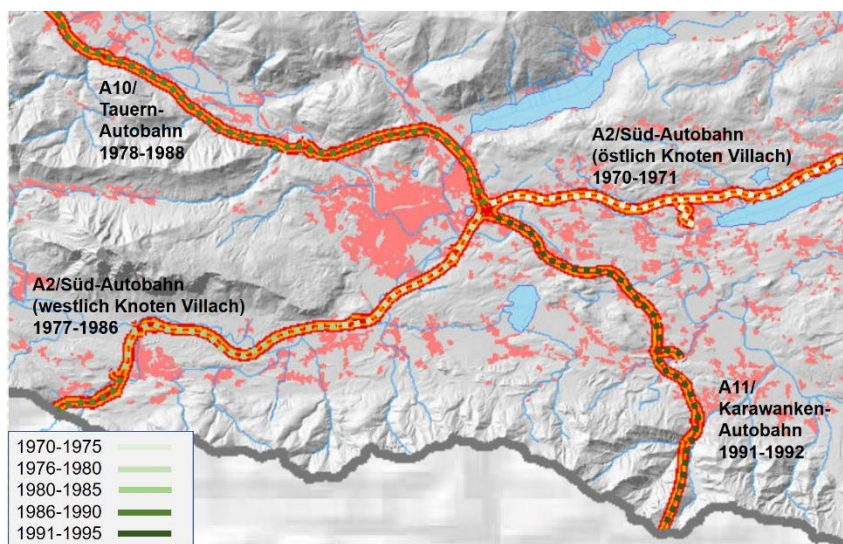 A10/
Tauern-
Autobahn
1978-1988
A2/Süd-Autobahn
(östlich Knoten Villach)
1970-1971
A2/Süd-Autobahn
(westlich Knoten Villach)
1977-1986
A11/
Karawanken-
Autobahn
1991-1992
1970-1975
1976-1980
1980-1985
1986-1990
1991-1995